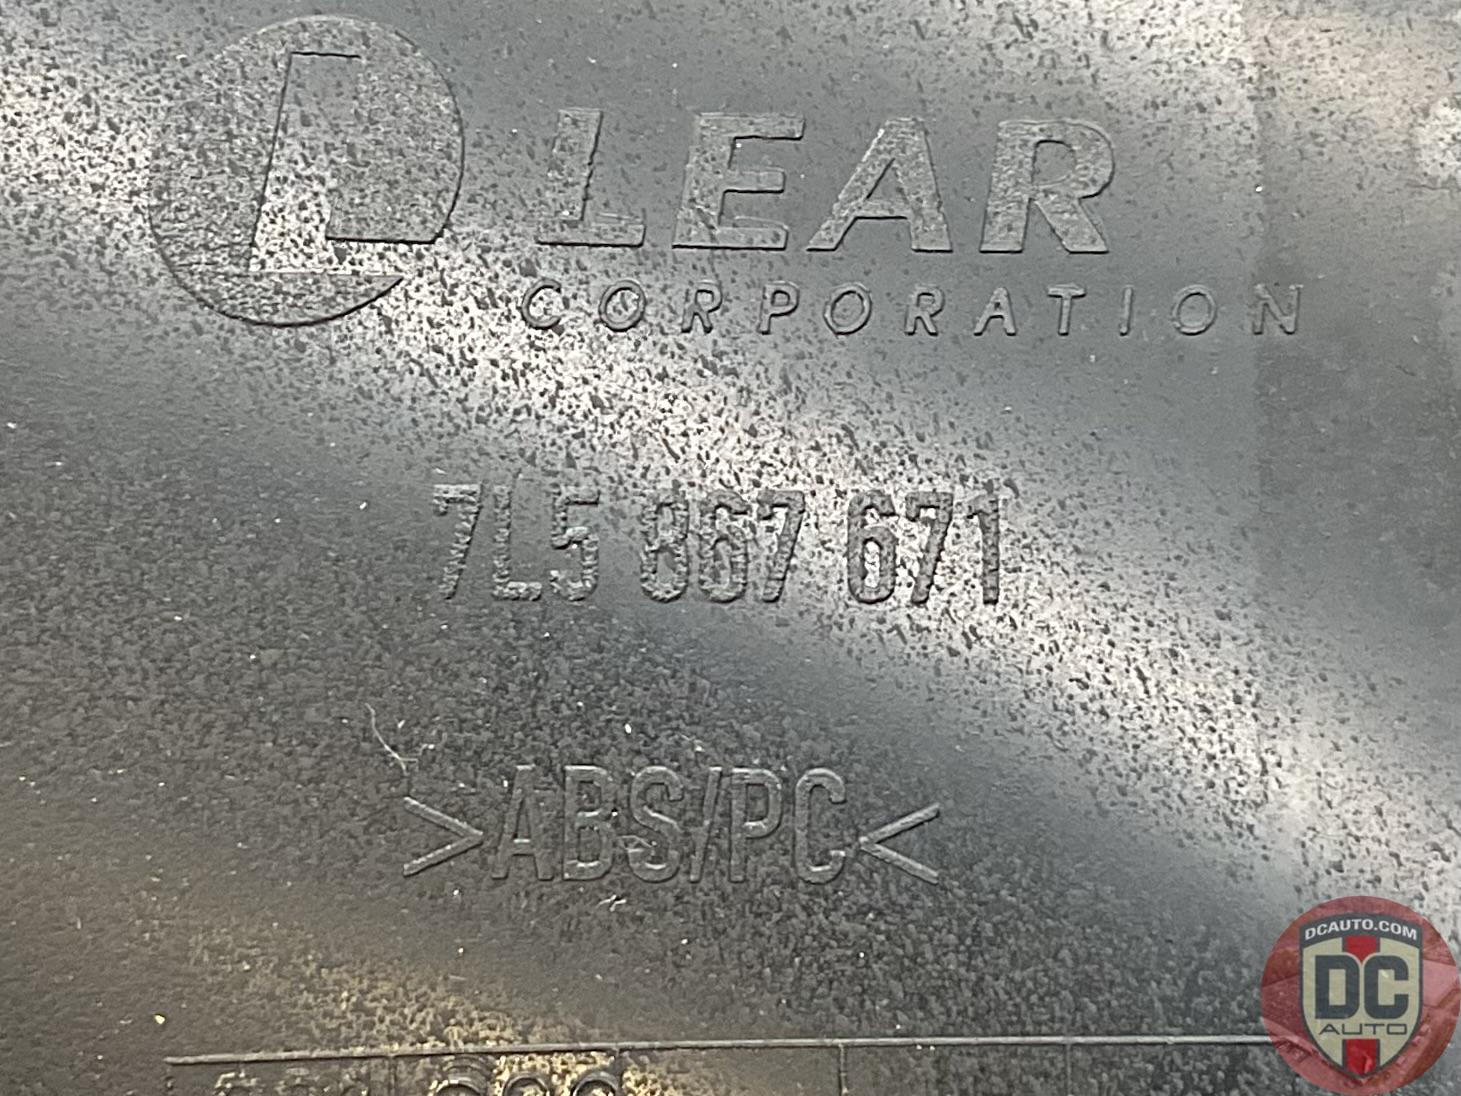 L LEAR
CORPORATION
7L5 867 671
>ABS/PC<
DCAUTO.COM
DC
AUTO